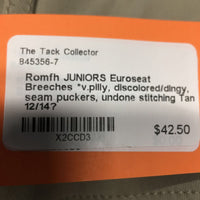 The Tack Collector
845356-7
Romfh JUNIORS Euroseat
Breeches *v.pilly, discolored/dingy,
seam puckers, undone stitching Tan
12/14?
X2CCD3
$42.50